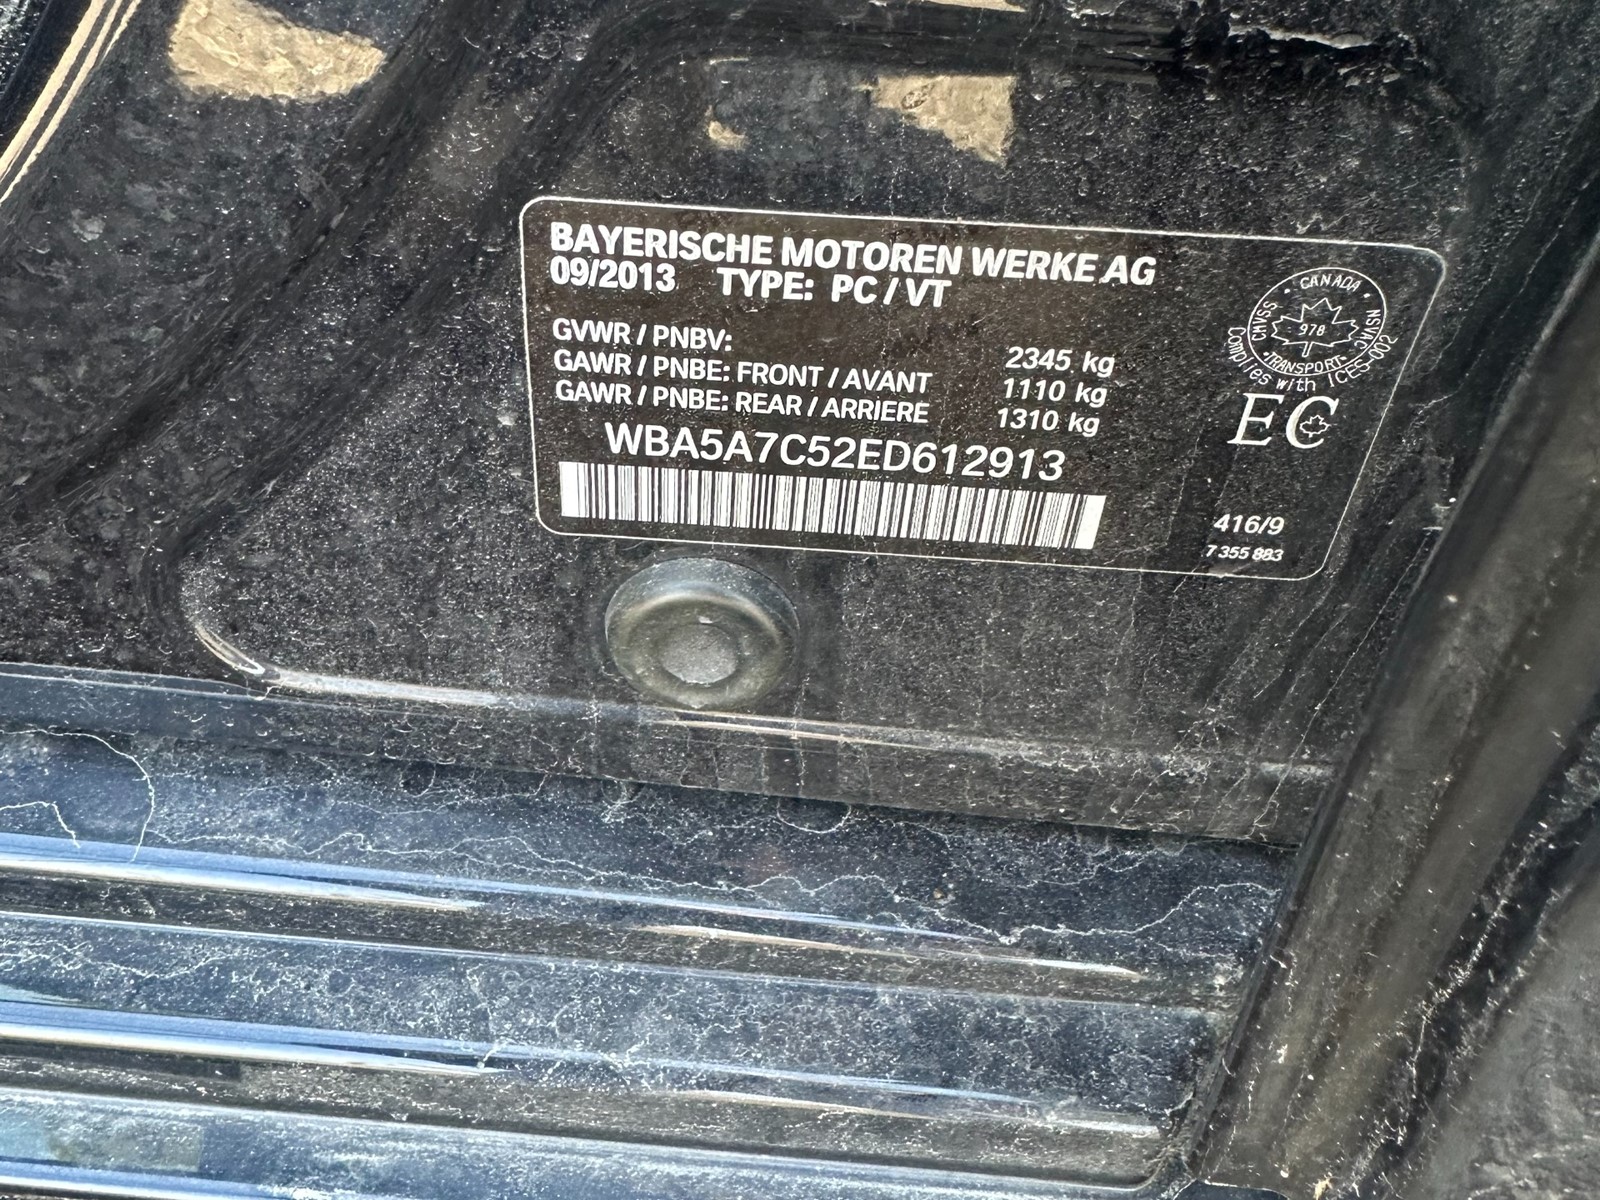 BAYERISCHE MOTOREN WERKE AG
09/2013 TYPE: PC / VT
GVWR / PNBV: 2345 kg
GAWR / PNBE: FRONT / AVANT 1110 kg
GAWR / PNBE: REAR / ARRIERE 1310 kg
WBA5A7C52ED612913
CANADA
CMVSS 978 NSVAC
TRANSPORT
Complies with ICES-002
EC
416/9
7 355 883